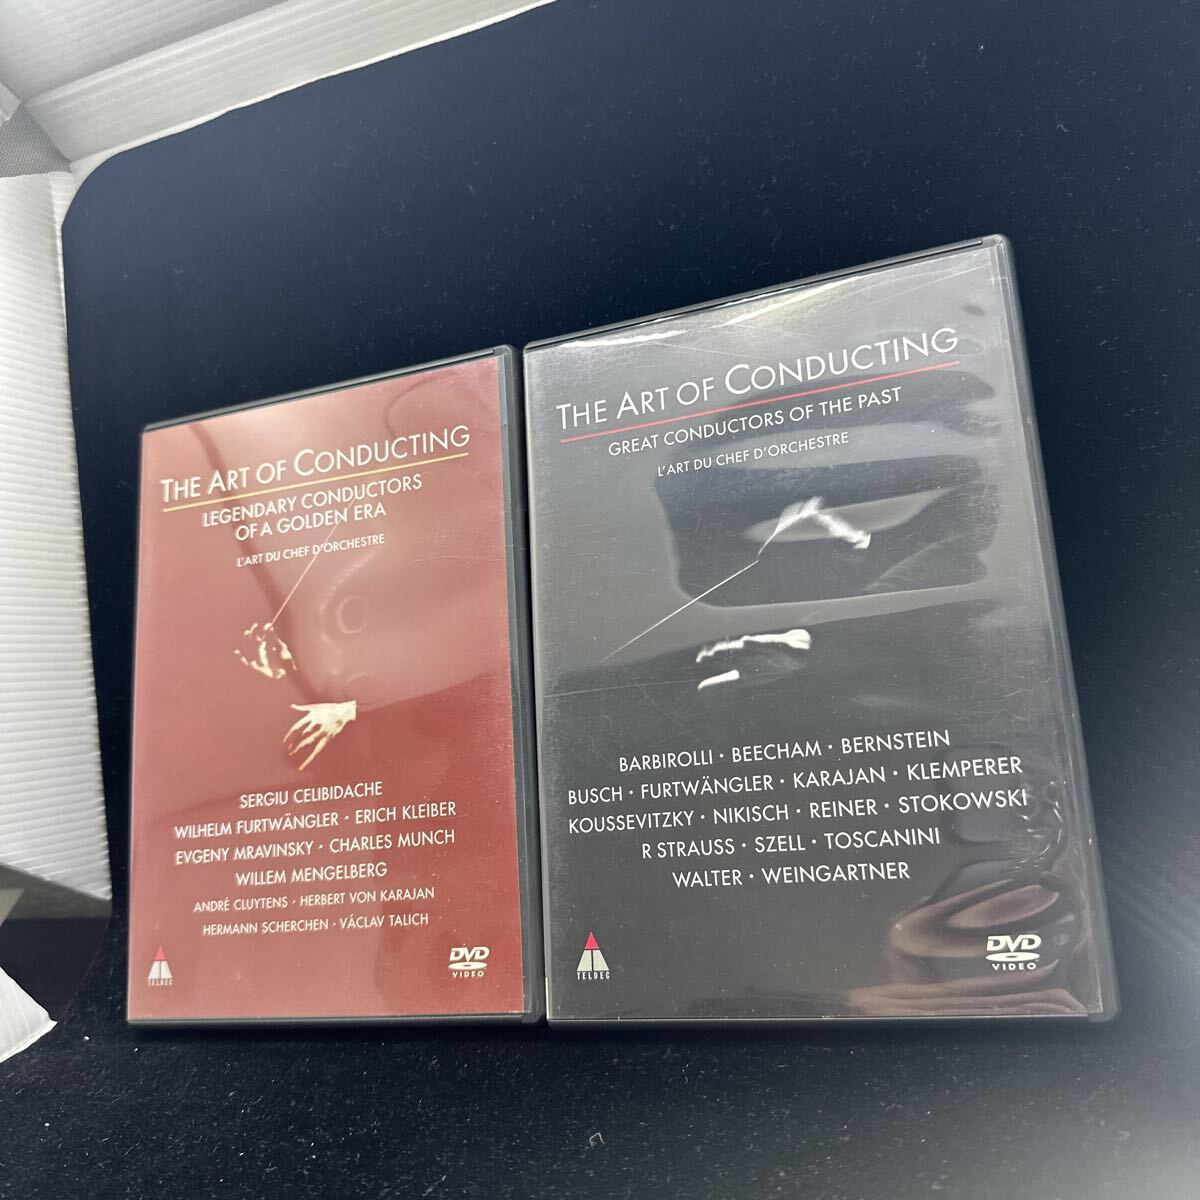 THE ART OF CONDUCTING
LEGENDARY CONDUCTORS
OF A GOLDEN ERA
L'ART DU CHEF D'ORCHESTRE
SERGIU CELIBIDACHE
WILHELM FURTWÄNGLER · ERICH KLEIBER
EVGENY MRAVINSKY · CHARLES MUNCH
WILLEM MENGELBERG
ANDRÉ CLUYTENS · HERBERT VON KARAJAN
HERMANN SCHERCHEN · VÁCLAV TALICH
TELDEC
DVD
VIDEO
THE ART OF CONDUCTING
GREAT CONDUCTORS OF THE PAST
L'ART DU CHEF D'ORCHESTRE
BARBIROLLI · BEECHAM · BERNSTEIN
BUSCH · FURTWÄNGLER · KARAJAN · KLEMPERER
KOUSSEVITZKY · NIKISCH · REINER · STOKOWSKI
R STRAUSS · SZELL · TOSCANINI
WALTER · WEINGARTNER
TELDEC
DVD
VIDEO